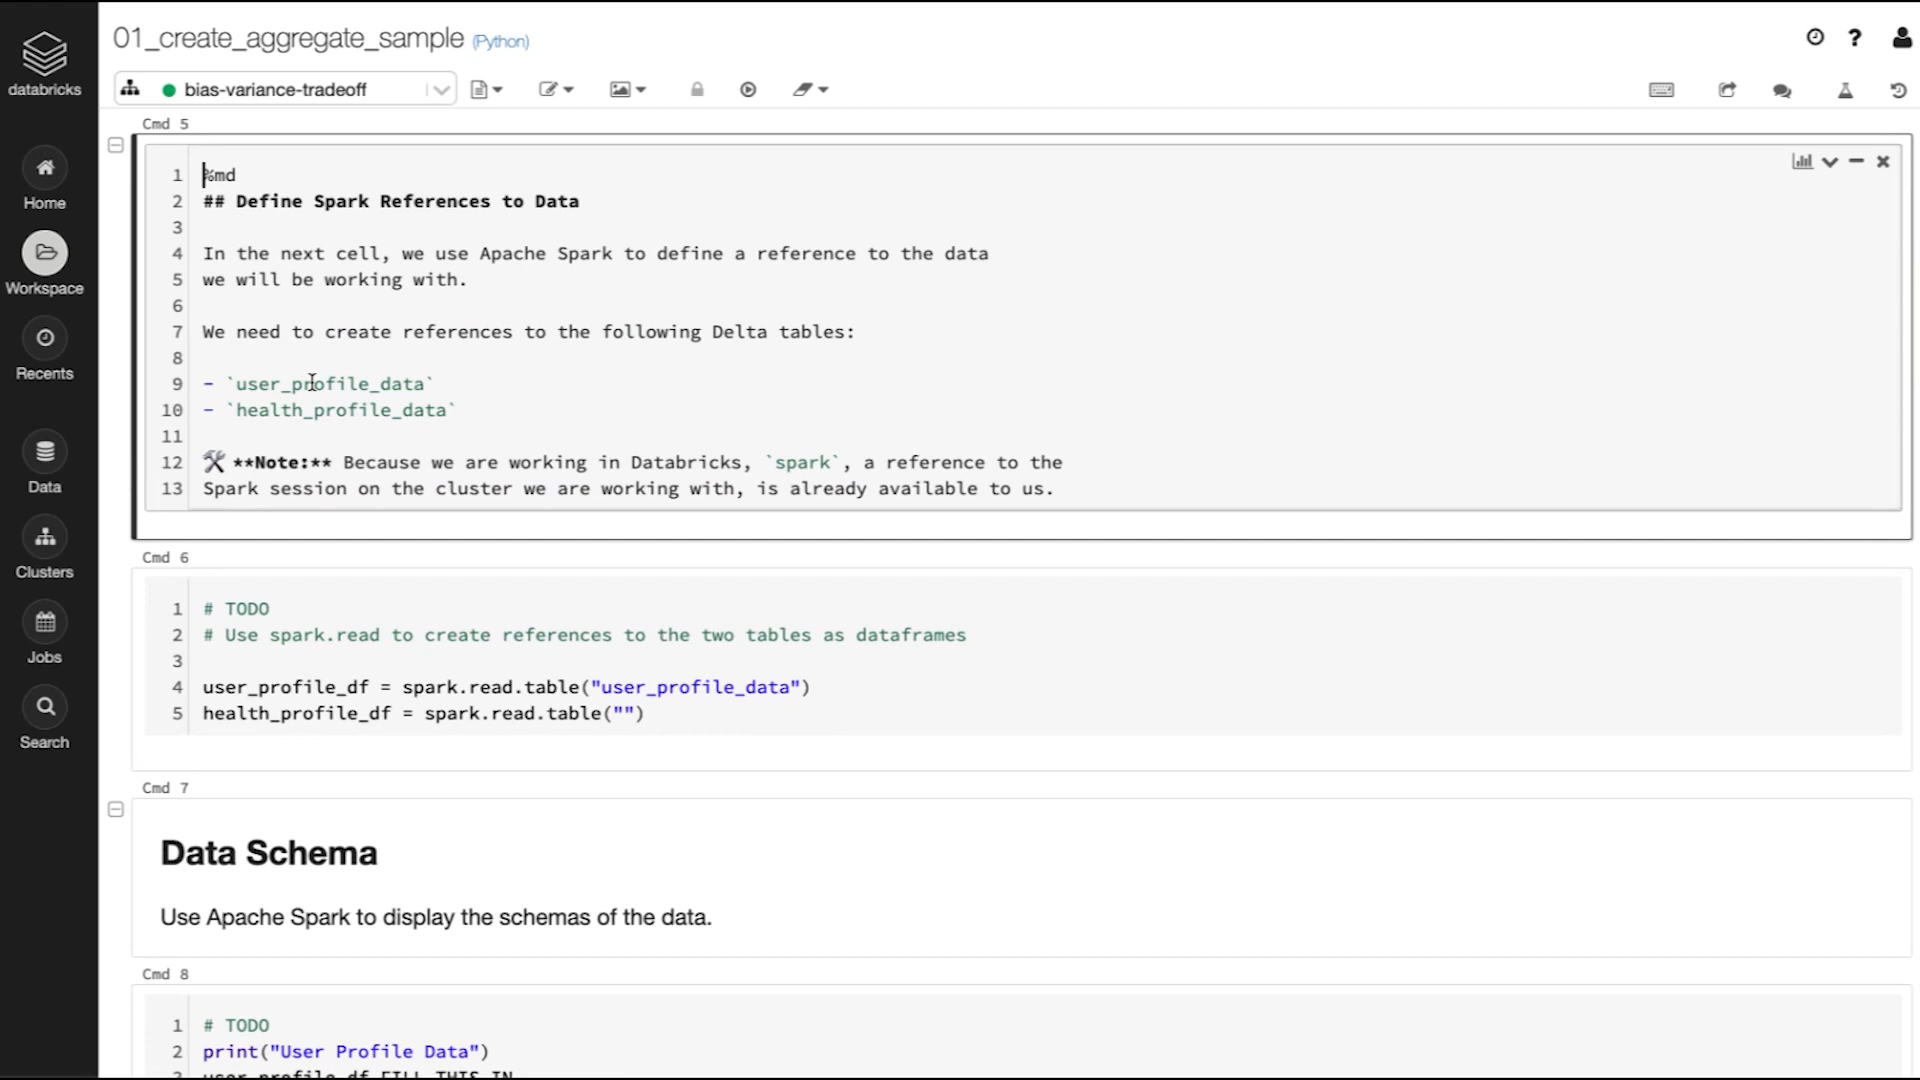 databricks
Home
Workspace
Recents
Data
Clusters
Jobs
Search
01_create_aggregate_sample (Python)
bias-variance-tradeoff
Cmd 5
1 %md
2 ## Define Spark References to Data
3
4 In the next cell, we use Apache Spark to define a reference to the data
5 we will be working with.
6
7 We need to create references to the following Delta tables:
8
9 - `user_profile_data`
10 - `health_profile_data`
11
12 🛠 **Note:** Because we are working in Databricks, `spark`, a reference to the
13 Spark session on the cluster we are working with, is already available to us.
Cmd 6
1 # TODO
2 # Use spark.read to create references to the two tables as dataframes
3
4 user_profile_df = spark.read.table("user_profile_data")
5 health_profile_df = spark.read.table("")
Cmd 7
Data Schema
Use Apache Spark to display the schemas of the data.
Cmd 8
1 # TODO
2 print("User Profile Data")
3 user_profile_df.FILL_THIS_IN